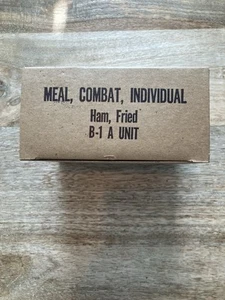 MEAL, COMBAT, INDIVIDUAL
Ham, Fried
B-1 A UNIT